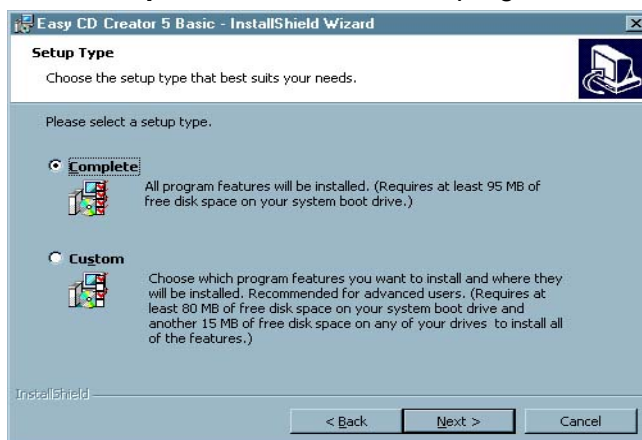 Easy CD Creator 5 Basic - InstallShield Wizard
Setup Type
Choose the setup type that best suits your needs.
Please select a setup type.
Complete
All program features will be installed. (Requires at least 95 MB of
free disk space on your system boot drive.)
Custom
Choose which program features you want to install and where they
will be installed. Recommended for advanced users. (Requires at
least 80 MB of free disk space on your system boot drive and
another 15 MB of free disk space on any of your drives to install all
of the features.)
InstallShield
< Back Next > Cancel